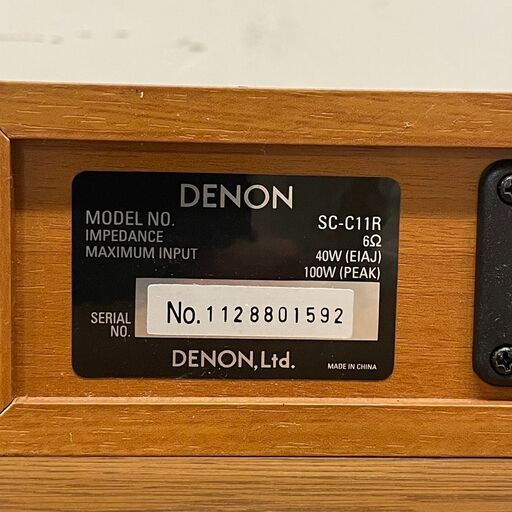 DENON
MODEL NO. SC-C11R
IMPEDANCE 6Ω
MAXIMUM INPUT 40W (EIAJ)
100W (PEAK)
SERIAL NO. No. 1128801592
DENON, Ltd. MADE IN CHINA